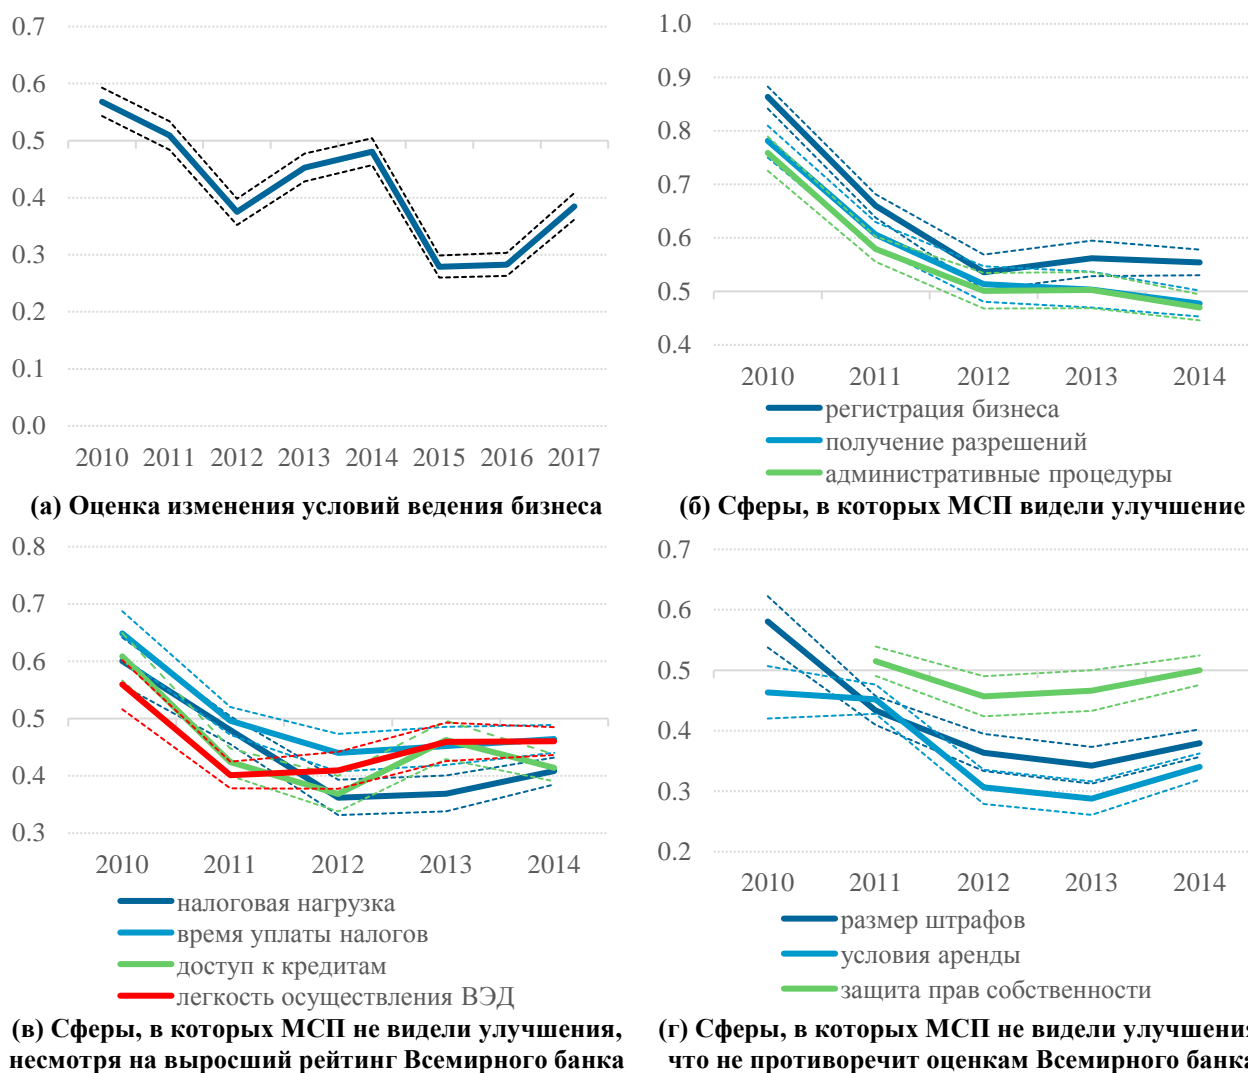 0.7
0.6
0.5
0.4
0.3
0.2
0.1
0.0
2010 2011 2012 2013 2014 2015 2016 2017
(а) Оценка изменения условий ведения бизнеса
1.0
0.9
0.8
0.7
0.6
0.5
0.4
2010 2011 2012 2013 2014
регистрация бизнеса
получение разрешений
административные процедуры
(б) Сферы, в которых МСП видели улучшение
0.8
0.7
0.6
0.5
0.4
0.3
2010 2011 2012 2013 2014
налоговая нагрузка
время уплаты налогов
доступ к кредитам
легкость осуществления ВЭД
(в) Сферы, в которых МСП не видели улучшения,
несмотря на выросший рейтинг Всемирного банка
0.7
0.6
0.5
0.4
0.3
0.2
2010 2011 2012 2013 2014
размер штрафов
условия аренды
защита прав собственности
(г) Сферы, в которых МСП не видели улучшения
что не противоречит оценкам Всемирного банка